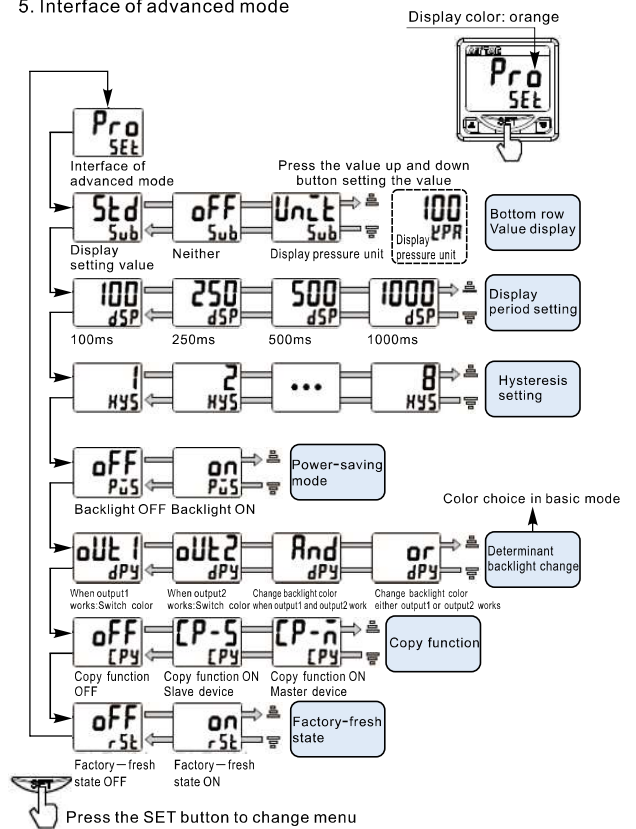 5. Interface of advanced mode
Display color: orange
Pro
SEt
SET
Pro
SEt
Interface of
advanced mode
Press the value up and down
button setting the value
Std
Sub
oFF
Sub
Unit
Sub
100
kPA
Display
pressure unit
Bottom row
Value display
Display
setting value
Neither
Display pressure unit
100
dSP
250
dSP
500
dSP
1000
dSP
Display
period setting
100ms
250ms
500ms
1000ms
1
HYS
2
HYS
•••
8
HYS
Hysteresis
setting
oFF
PwS
on
PwS
Power-saving
mode
Backlight OFF
Backlight ON
Color choice in basic mode
oUt1
dPY
oUt2
dPY
And
dPY
or
dPY
Determinant
backlight change
When output1
works:Switch color
When output2
works:Switch color
Change backlight color
when output1 and output2 work
Change backlight color
either output1 or output2 works
oFF
CPY
CP-S
CPY
CP-m
CPY
Copy function
Copy function
OFF
Copy function ON
Slave device
Copy function ON
Master device
oFF
rSt
on
rSt
Factory-fresh
state
Factory—fresh
state OFF
Factory—fresh
state ON
SET
Press the SET button to change menu